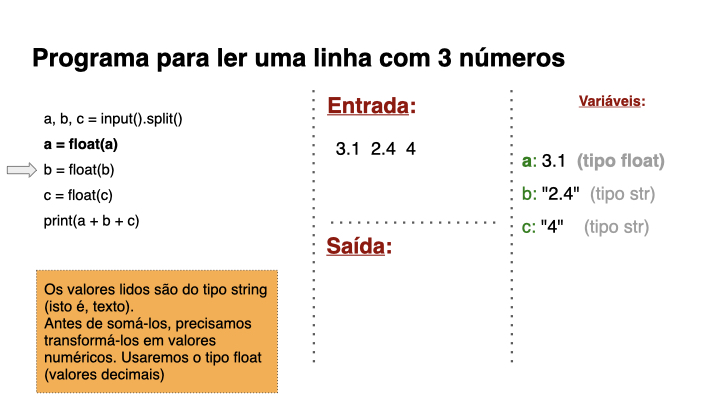 Programa para ler uma linha com 3 números
a, b, c = input().split()
a = float(a)
b = float(b)
c = float(c)
print(a + b + c)
Os valores lidos são do tipo string
(isto é, texto).
Antes de somá-los, precisamos
transformá-los em valores
numéricos. Usaremos o tipo float
(valores decimais)
Entrada:
3.1 2.4 4
Saída:
Variáveis:
a: 3.1 (tipo float)
b: "2.4" (tipo str)
c: "4" (tipo str)